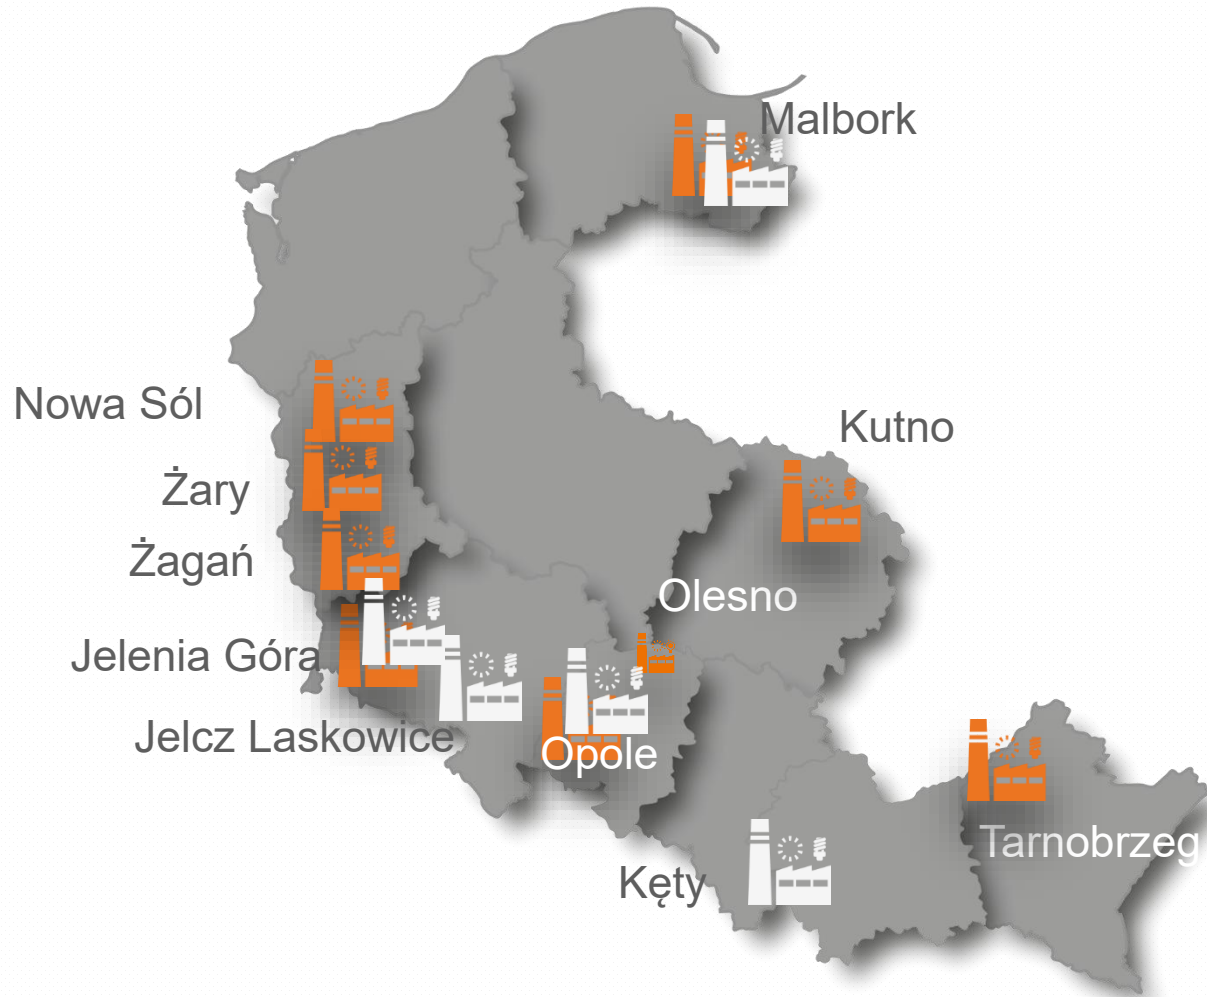 Malbork
Nowa Sól
Kutno
Żary
Żagań
Olesno
Jelenia Góra
Jelcz Laskowice
Opole
Tarnobrzeg
Kęty